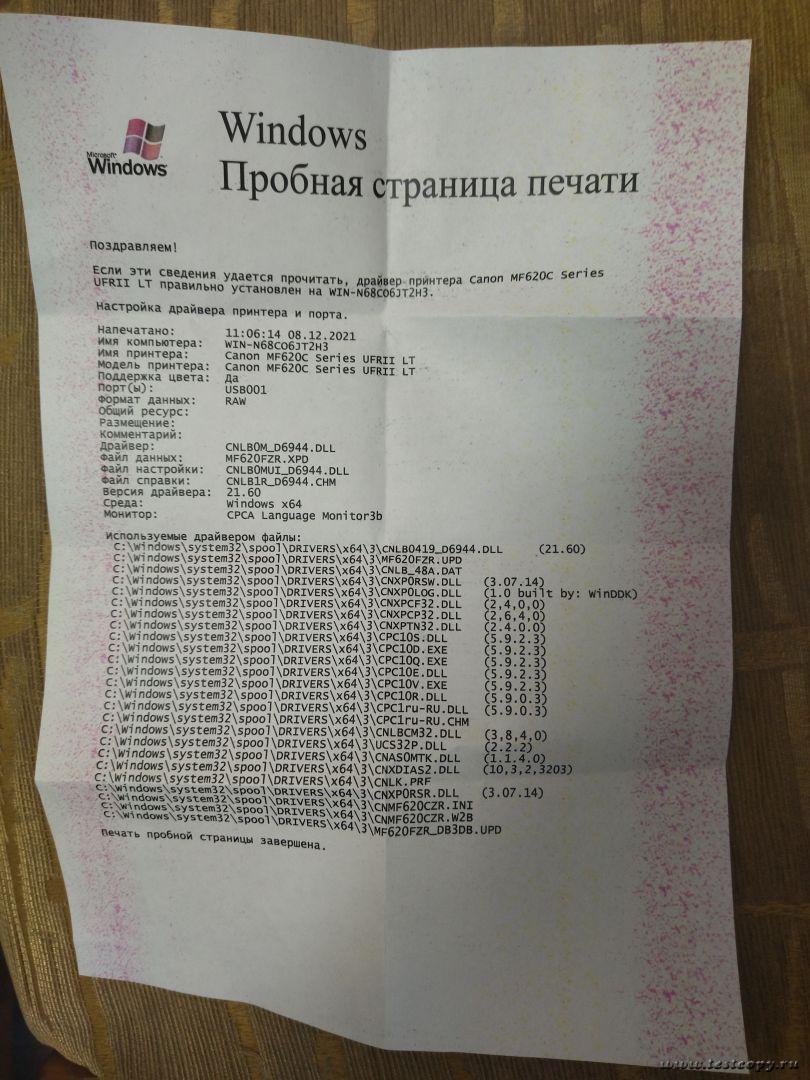 Microsoft®
Windows
Windows
Пробная страница печати
Поздравляем!
Если эти сведения удается прочитать, драйвер принтера Canon MF620C Series
UFRII LT правильно установлен на WIN-N68CO6JT2H3.
Настройка драйвера принтера и порта.
Напечатано: 11:06:14 08.12.2021
Имя компьютера: WIN-N68CO6JT2H3
Имя принтера: Canon MF620C Series UFRII LT
Модель принтера: Canon MF620C Series UFRII LT
Поддержка цвета: Да
Порт(ы): USB001
Формат данных: RAW
Общий ресурс:
Размещение:
Комментарий:
Драйвер: CNLB0M_D6944.DLL
Файл данных: MF620FZR.XPD
Файл настройки: CNLB0MUI_D6944.DLL
Файл справки: CNLB1R_D6944.CHM
Версия драйвера: 21.60
Среда: Windows x64
Монитор: CPCA Language Monitor3b
Используемые драйвером файлы:
C:\Windows\system32\spool\DRIVERS\x64\3\CNLB0419_D6944.DLL (21.60)
C:\Windows\system32\spool\DRIVERS\x64\3\MF620FZR.UPD
C:\Windows\system32\spool\DRIVERS\x64\3\CNLB_48A.DAT
C:\Windows\system32\spool\DRIVERS\x64\3\CNXP0RSW.DLL (3.07.14)
C:\Windows\system32\spool\DRIVERS\x64\3\CNXP0LOG.DLL (1.0 built by: WinDDK)
C:\Windows\system32\spool\DRIVERS\x64\3\CNXPCF32.DLL (2,4,0,0)
C:\Windows\system32\spool\DRIVERS\x64\3\CNXPCP32.DLL (2,6,4,0)
C:\Windows\system32\spool\DRIVERS\x64\3\CNXPTN32.DLL (2.4.0.0)
C:\Windows\system32\spool\DRIVERS\x64\3\CPC10S.DLL (5.9.2.3)
C:\Windows\system32\spool\DRIVERS\x64\3\CPC10D.EXE (5.9.2.3)
C:\Windows\system32\spool\DRIVERS\x64\3\CPC10Q.EXE (5.9.2.3)
C:\Windows\system32\spool\DRIVERS\x64\3\CPC10E.DLL (5.9.2.3)
C:\Windows\system32\spool\DRIVERS\x64\3\CPC10V.EXE (5.9.2.3)
C:\Windows\system32\spool\DRIVERS\x64\3\CPC10R.DLL (5.9.0.3)
C:\Windows\system32\spool\DRIVERS\x64\3\CPC1ru-RU.DLL (5.9.0.3)
C:\Windows\system32\spool\DRIVERS\x64\3\CPC1ru-RU.CHM
C:\Windows\system32\spool\DRIVERS\x64\3\CNLBCM32.DLL (3,8,4,0)
C:\Windows\system32\spool\DRIVERS\x64\3\UCS32P.DLL (2.2.2)
C:\Windows\system32\spool\DRIVERS\x64\3\CNAS0MTK.DLL (1.1.4.0)
C:\Windows\system32\spool\DRIVERS\x64\3\CNXDIAS2.DLL (10,3,2,3203)
C:\Windows\system32\spool\DRIVERS\x64\3\CNLK.PRF
C:\Windows\system32\spool\DRIVERS\x64\3\CNXP0RSR.DLL (3.07.14)
C:\Windows\system32\spool\DRIVERS\x64\3\CNMF620CZR.INI
C:\Windows\system32\spool\DRIVERS\x64\3\CNMF620CZR.W2B
C:\Windows\system32\spool\DRIVERS\x64\3\MF620FZR_DB3DB.UPD
Печать пробной страницы завершена.
www.testcopy.ru